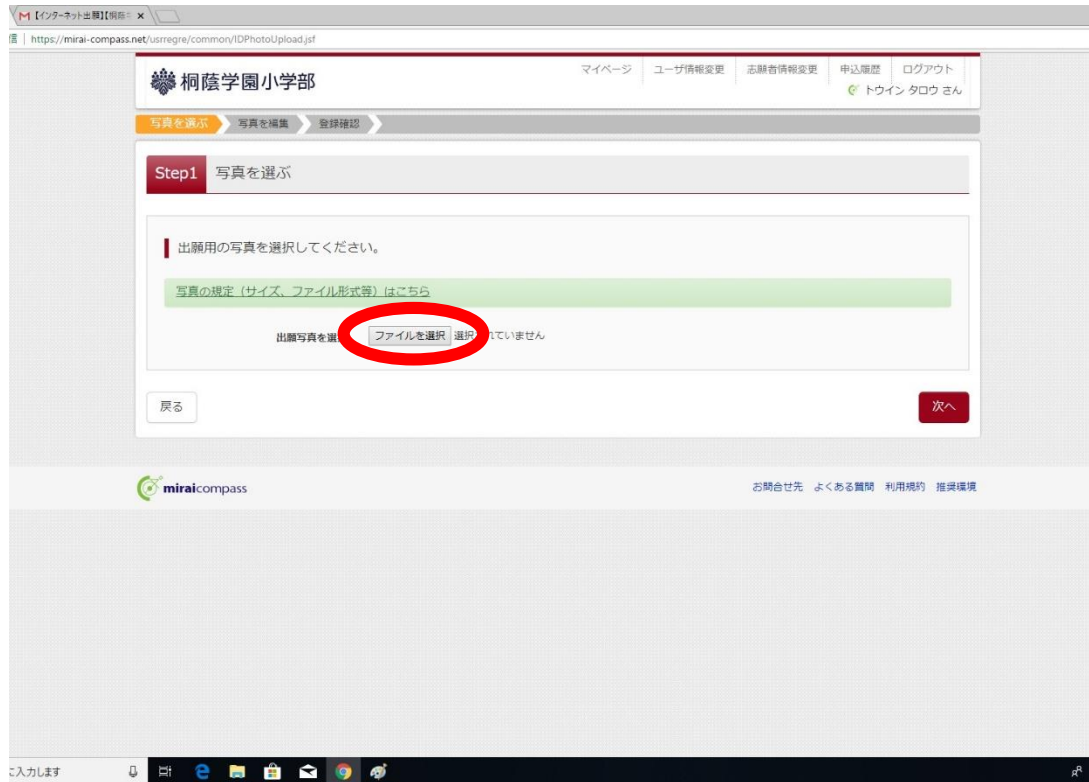 【インターネット出願】【桐蔭
https://mirai-compass.net/usrregre/common/IDPhotoUpload.jsf
桐蔭学園小学部
マイページ ユーザ情報変更 志願者情報変更 申込履歴 ログアウト
トウイン タロウ さん
写真を選ぶ 写真を編集 登録確認
Step1 写真を選ぶ
出願用の写真を選択してください。
写真の規定(サイズ、ファイル形式等)はこちら
出願写真を選 ファイルを選択 選択 れていません
戻る 次へ
miraicompass お問合せ先 よくある質問 利用規約 推奨環境
に入力します